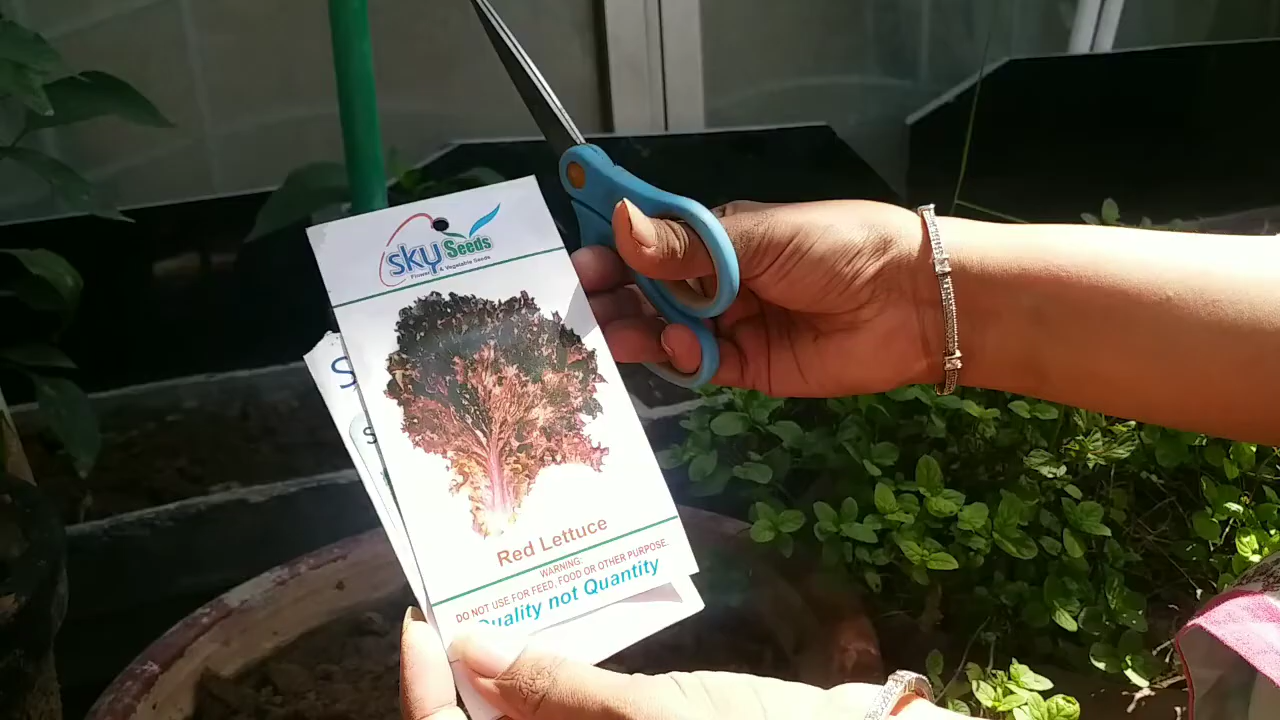 sky Seeds
Flower & Vegetable Seeds
Red Lettuce
WARNING:
DO NOT USE FOR FEED, FOOD OR OTHER PURPOSE.
Quality not Quantity
S
S